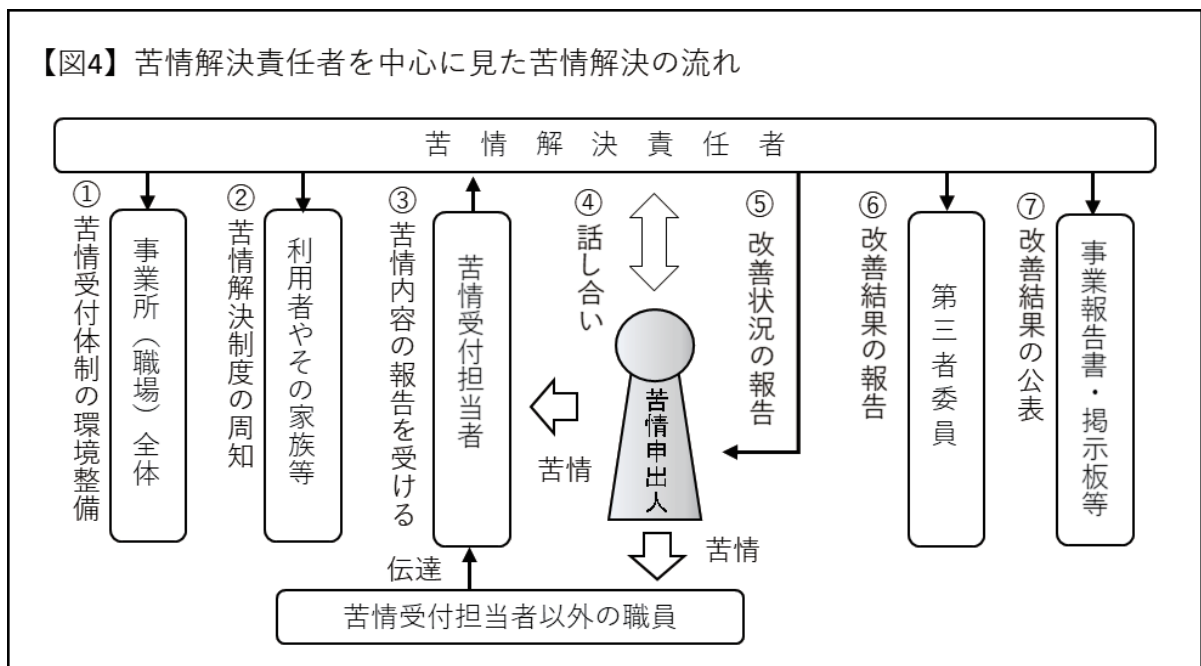 【図4】苦情解決責任者を中心に見た苦情解決の流れ
苦情解決責任者
①苦情受付体制の環境整備
事業所（職場）全体
②苦情解決制度の周知
利用者やその家族等
③苦情内容の報告を受ける
苦情受付担当者
④話し合い
苦情
苦情申出人
⑤改善状況の報告
⑥改善結果の報告
第三者委員
⑦改善結果の公表
事業報告書・掲示板等
苦情
伝達
苦情受付担当者以外の職員